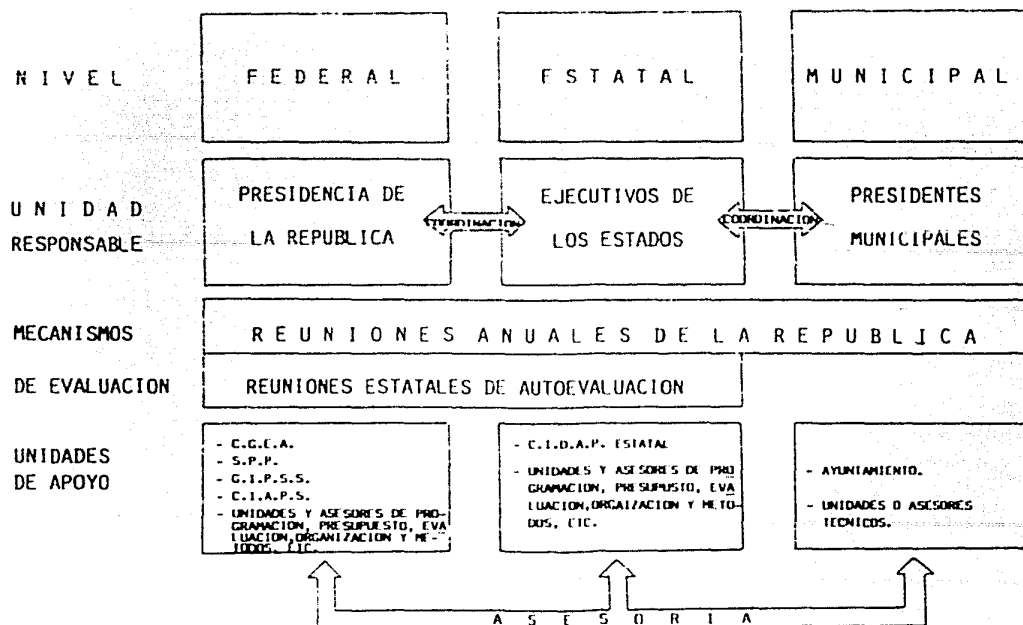 NIVEL FEDERAL ESTATAL MUNICIPAL
UNIDAD
RESPONSABLE
PRESIDENCIA DE
LA REPUBLICA
COORDINACION
EJECUTIVOS DE
LOS ESTADOS
COORDINACION
PRESIDENTES
MUNICIPALES
MECANISMOS
DE EVALUACION
REUNIONES ANUALES DE LA REPUBLICA
REUNIONES ESTATALES DE AUTOEVALUACION
UNIDADES
DE APOYO
- C.G.E.A.
- S.P.P.
- G.I.P.S.S.
- C.I.A.P.S.
- UNIDADES Y ASESORES DE PRO-
GRAMACION, PRESUPUESTO, EVA
LUACION,ORGANIZACION Y ME-
TODOS, ETC.
- C.I.D.A.P. ESTATAL
- UNIDADES Y ASESORES DE PRO
GRAMACION, PRESUPUSTO, EVA
LUACION,ORGAIZACION Y METO-
DOS, ETC.
- AYUNTAMIENTO.
- UNIDADES O ASESORES
TECNICOS.
ASESORIA